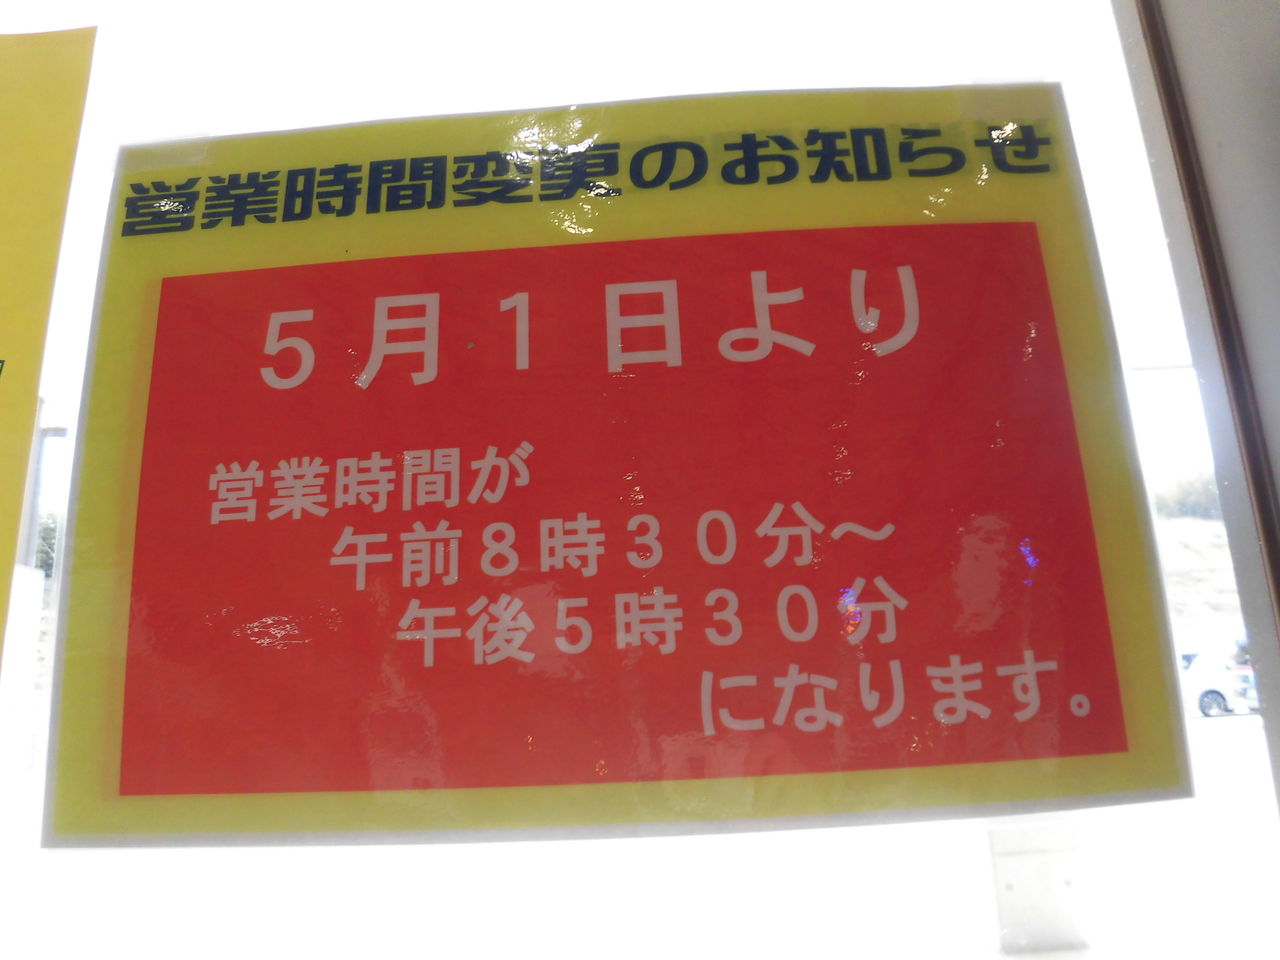 営業時間変更のお知らせ
５月１日より
営業時間が
午前８時３０分～
午後５時３０分
になります。